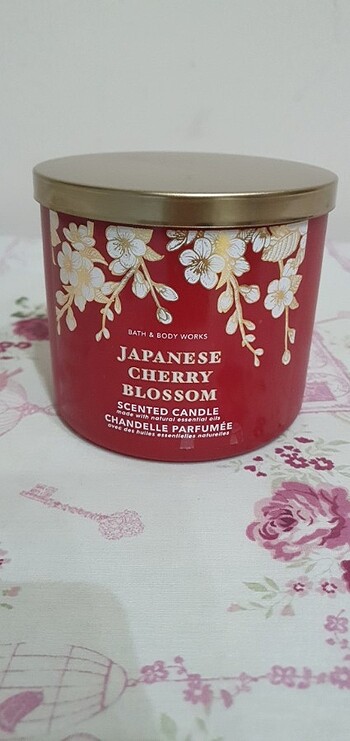 BATH & BODY WORKS
JAPANESE
CHERRY
BLOSSOM
SCENTED CANDLE
made with natural essential oils
CHANDELLE PARFUMÉE
avec des huiles essentielles naturelles